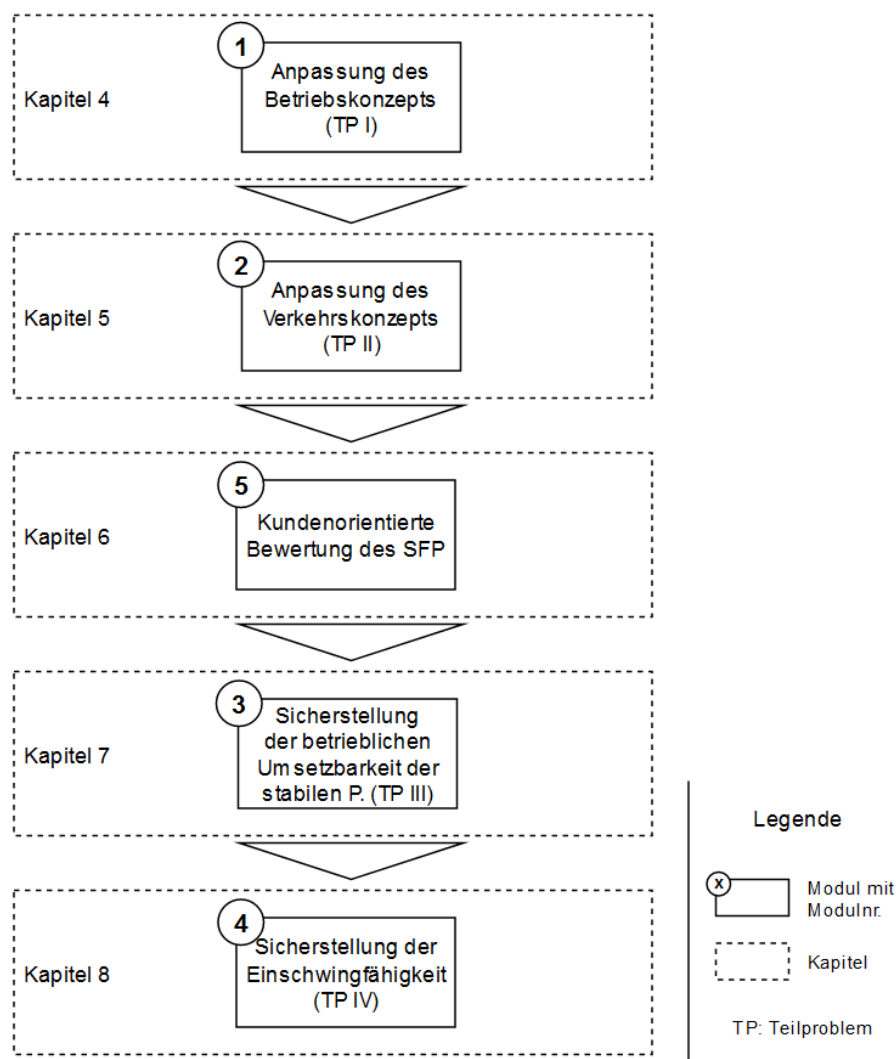 1
Anpassung des
Betriebskonzepts
(TP I)
Kapitel 4
2
Anpassung des
Verkehrskonzepts
(TP II)
Kapitel 5
5
Kundenorientierte
Bewertung des SFP
Kapitel 6
3
Sicherstellung
der betrieblichen
Umsetzbarkeit der
stabilen P. (TP III)
Kapitel 7
4
Sicherstellung der
Einschwingfähigkeit
(TP IV)
Kapitel 8
Legende
x
Modul mit
Modulnr.
Kapitel
TP: Teilproblem